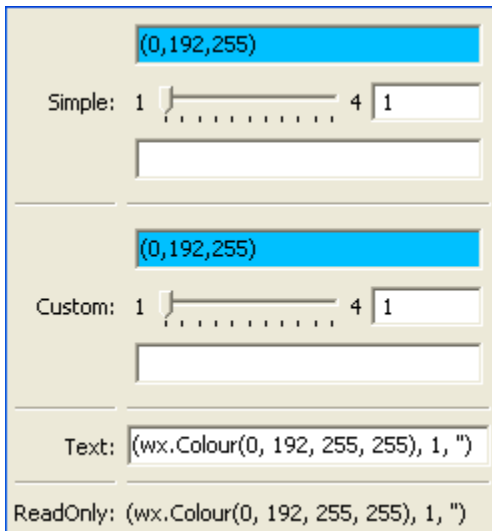 (0,192,255)
Simple: 1 4 1
(0,192,255)
Custom: 1 4 1
Text: (wx.Colour(0, 192, 255, 255), 1, '')
ReadOnly: (wx.Colour(0, 192, 255, 255), 1, '')